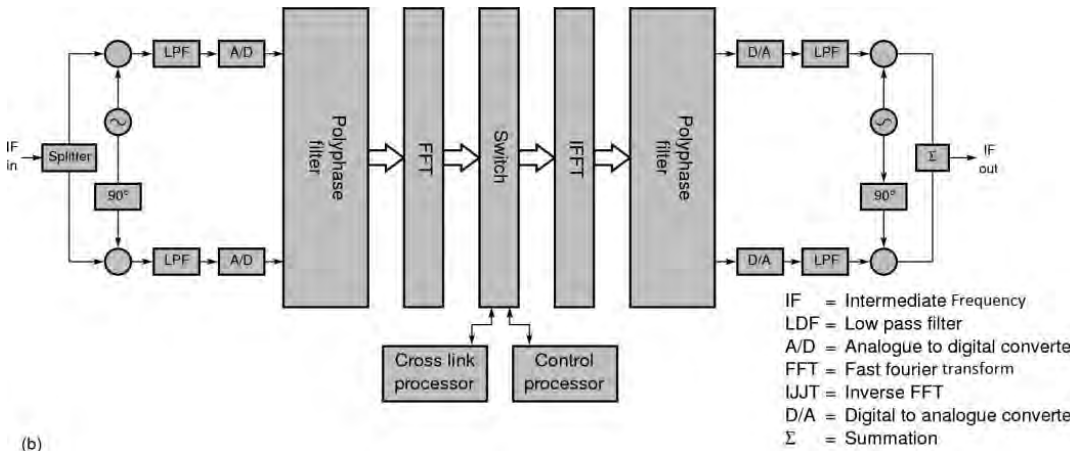 LPF
A/D
IF
in
Splitter
90°
LPF
A/D
Polyphase
filter
FFT
Switch
IFFT
Polyphase
filter
D/A
LPF
Σ
IF
out
90°
D/A
LPF
Cross link
processor
Control
processor
IF = Intermediate Frequency
LDF = Low pass filter
A/D = Analogue to digital converte
FFT = Fast fourier transform
IJJT = Inverse FFT
D/A = Digital to analogue converte
Σ = Summation
(b)